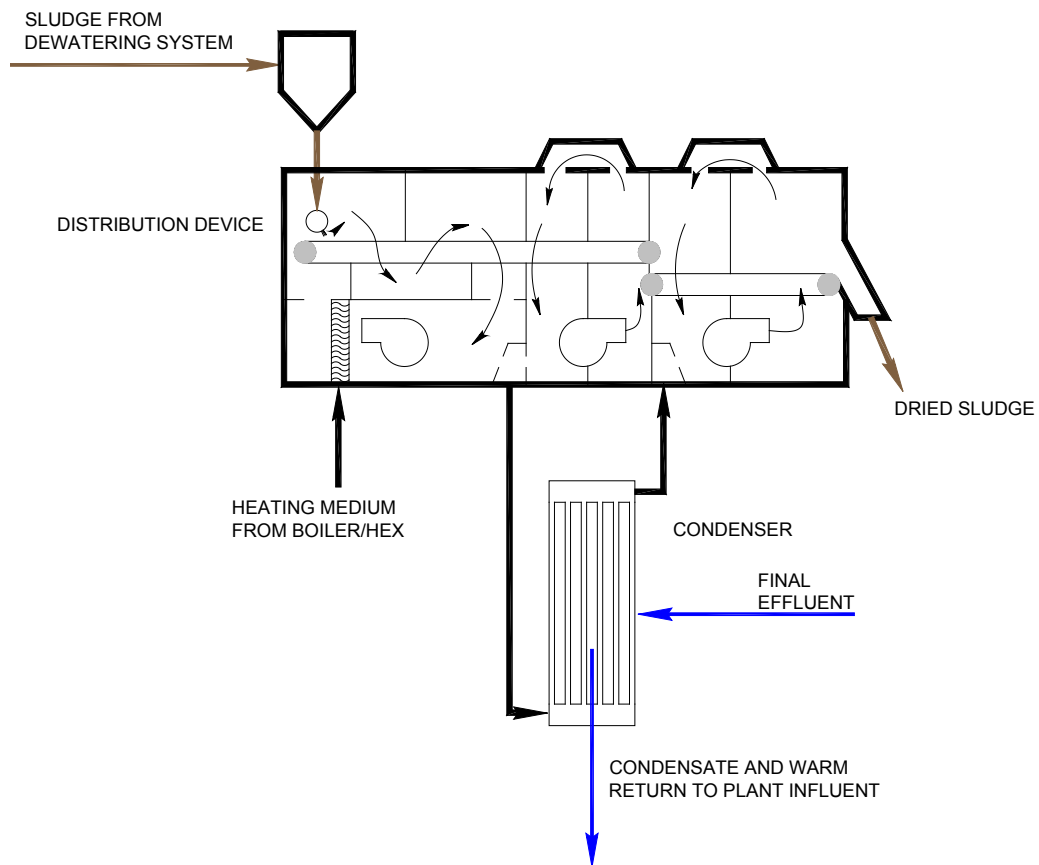 SLUDGE FROM
DEWATERING SYSTEM
DISTRIBUTION DEVICE
DRIED SLUDGE
HEATING MEDIUM
FROM BOILER/HEX
CONDENSER
FINAL
EFFLUENT
CONDENSATE AND WARM
RETURN TO PLANT INFLUENT